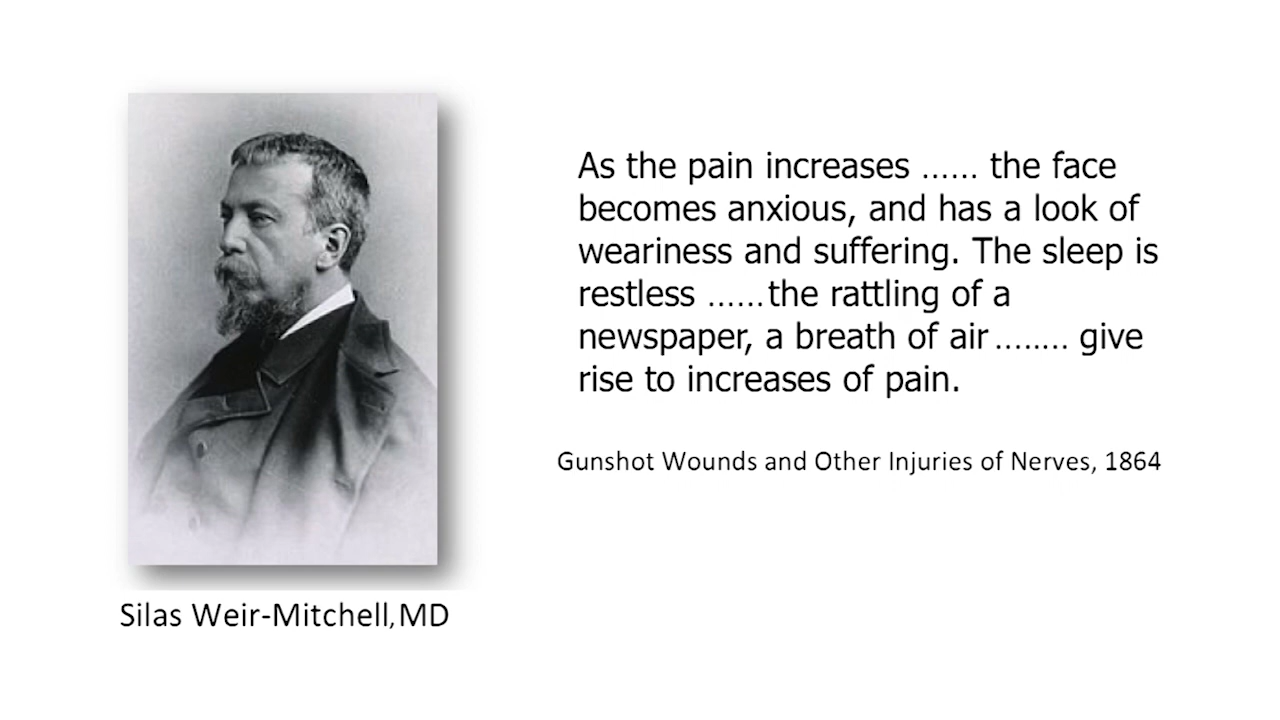 As the pain increases ...... the face
becomes anxious, and has a look of
weariness and suffering. The sleep is
restless ......the rattling of a
newspaper, a breath of air ........ give
rise to increases of pain.
Gunshot Wounds and Other Injuries of Nerves, 1864
Silas Weir-Mitchell,MD